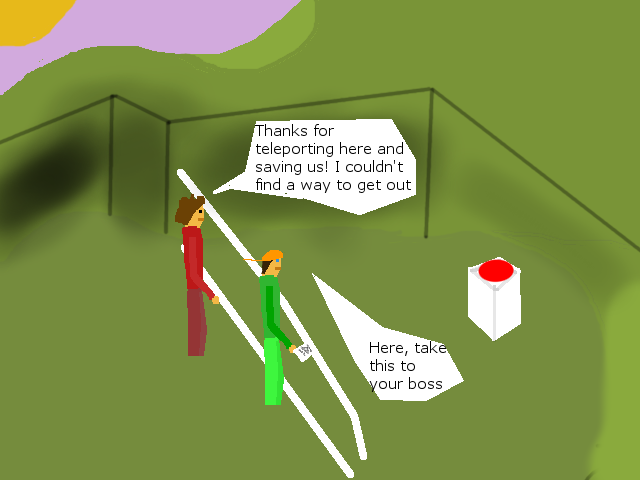 Thanks for
teleporting here and
saving us! I couldn't
find a way to get out
Here, take
this to
your boss